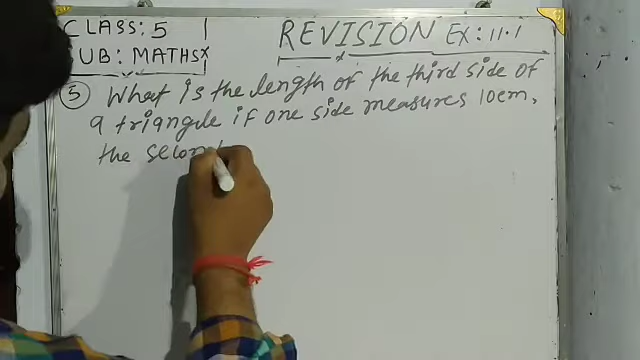 CLASS: 5
SUB: MATHS
REVISION Ex: 11.1
5 What is the length of the third side of
a triangle if one side measures 10cm,
the second